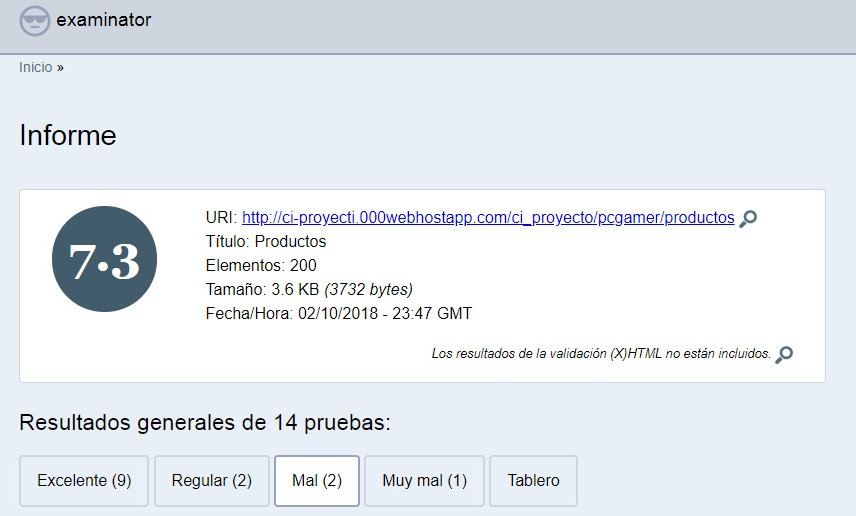 examinator
Inicio »
Informe
7.3
URI: http://ci-proyecti.000webhostapp.com/ci_proyecto/pcgamer/productos
Título: Productos
Elementos: 200
Tamaño: 3.6 KB (3732 bytes)
Fecha/Hora: 02/10/2018 - 23:47 GMT
Los resultados de la validación (X)HTML no están incluidos.
Resultados generales de 14 pruebas:
Excelente (9) Regular (2) Mal (2) Muy mal (1) Tablero